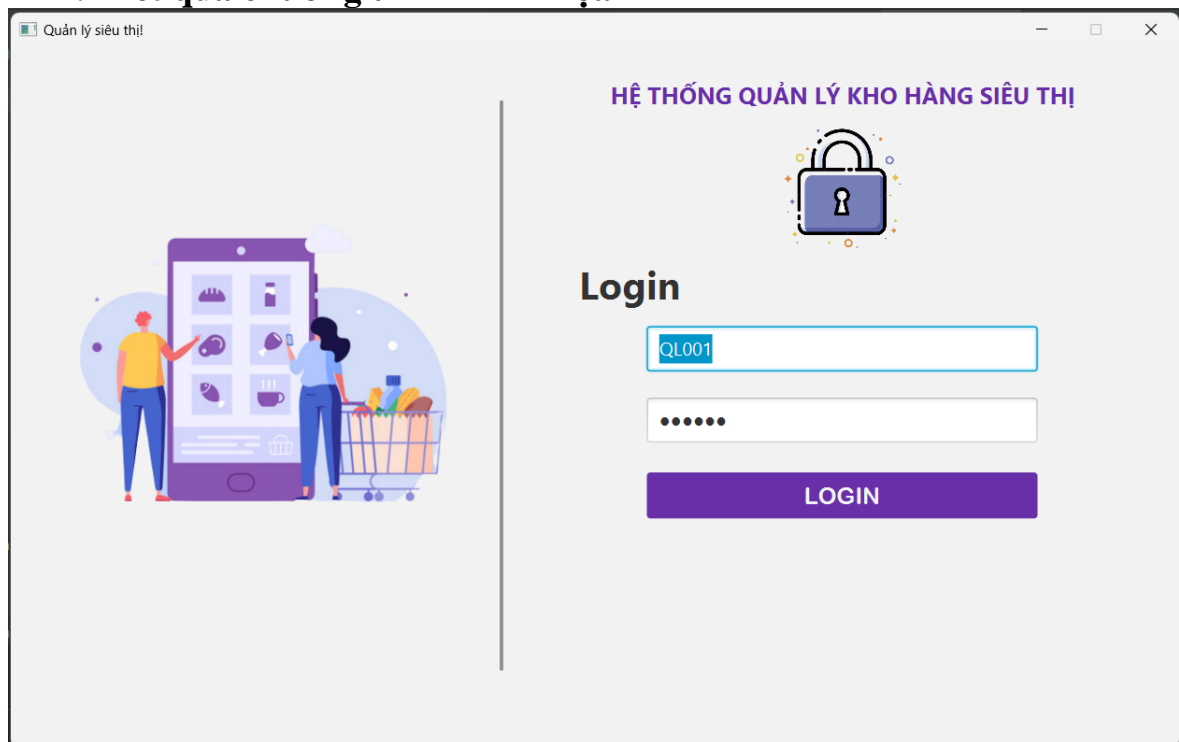 Quản lý siêu thị!
HỆ THỐNG QUẢN LÝ KHO HÀNG SIÊU THỊ
Login
QL001
••••••
LOGIN